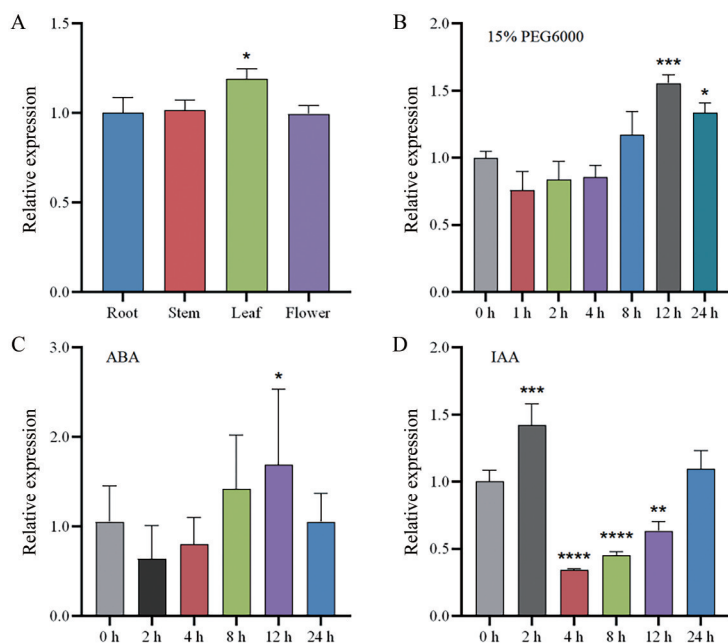 A
Relative expression
1.5
1.0
0.5
0.0
*
Root Stem Leaf Flower
B
15% PEG6000
Relative expression
2.0
1.5
1.0
0.5
0.0
***
*
0 h 1 h 2 h 4 h 8 h 12 h 24 h
C
ABA
Relative expression
3.0
2.0
1.0
0.0
*
0 h 2 h 4 h 8 h 12 h 24 h
D
IAA
Relative expression
2.0
1.5
1.0
0.5
0.0
***
****
****
**
0 h 2 h 4 h 8 h 12 h 24 h